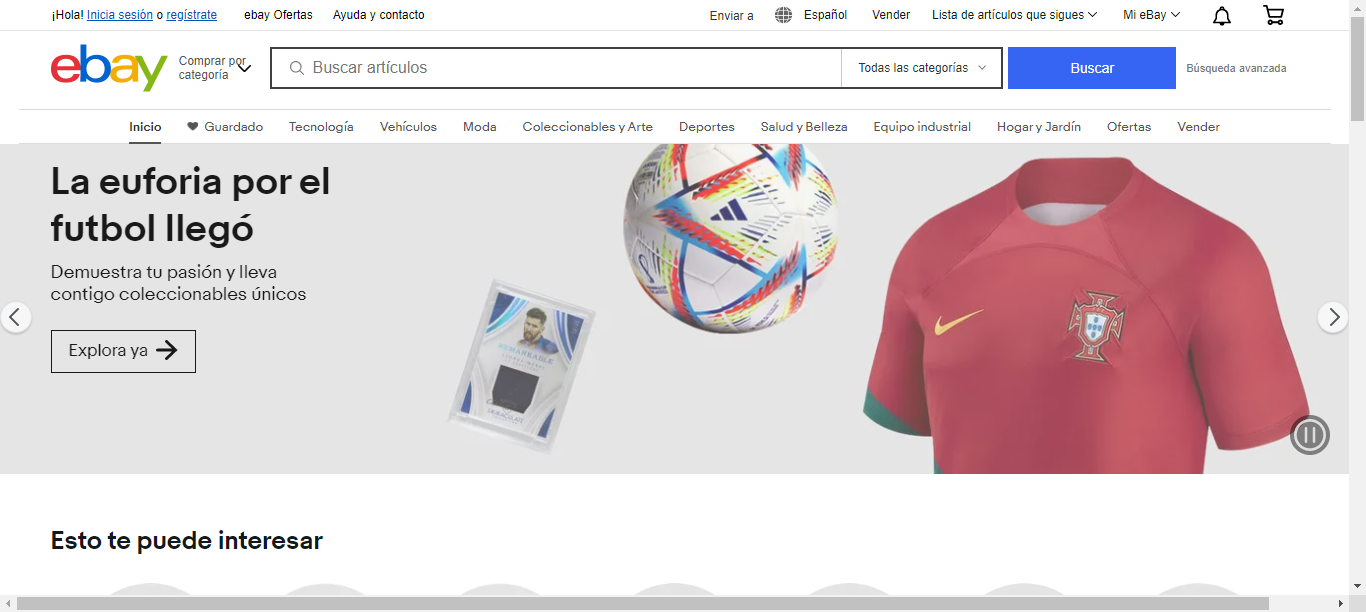 ¡Hola! Inicia sesión o regístrate
ebay Ofertas
Ayuda y contacto
Enviar a
Español
Vender
Lista de artículos que sigues
Mi eBay
ebay
Comprar por
categoría
Buscar artículos
Todas las categorías
Buscar
Búsqueda avanzada
Inicio
Guardado
Tecnología
Vehículos
Moda
Coleccionables y Arte
Deportes
Salud y Belleza
Equipo industrial
Hogar y Jardín
Ofertas
Vender
La euforia por el
futbol llegó
Demuestra tu pasión y lleva
contigo coleccionables únicos
Explora ya
REMARKABLE
IMMACULATE
Esto te puede interesar